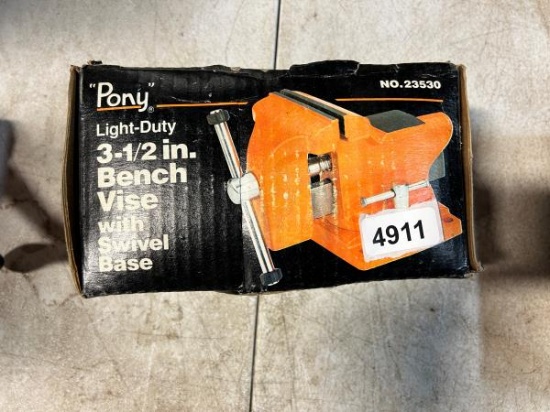 "Pony"®
NO. 23530
Light-Duty
3-1/2 in.
Bench
Vise
with
Swivel
Base
4911